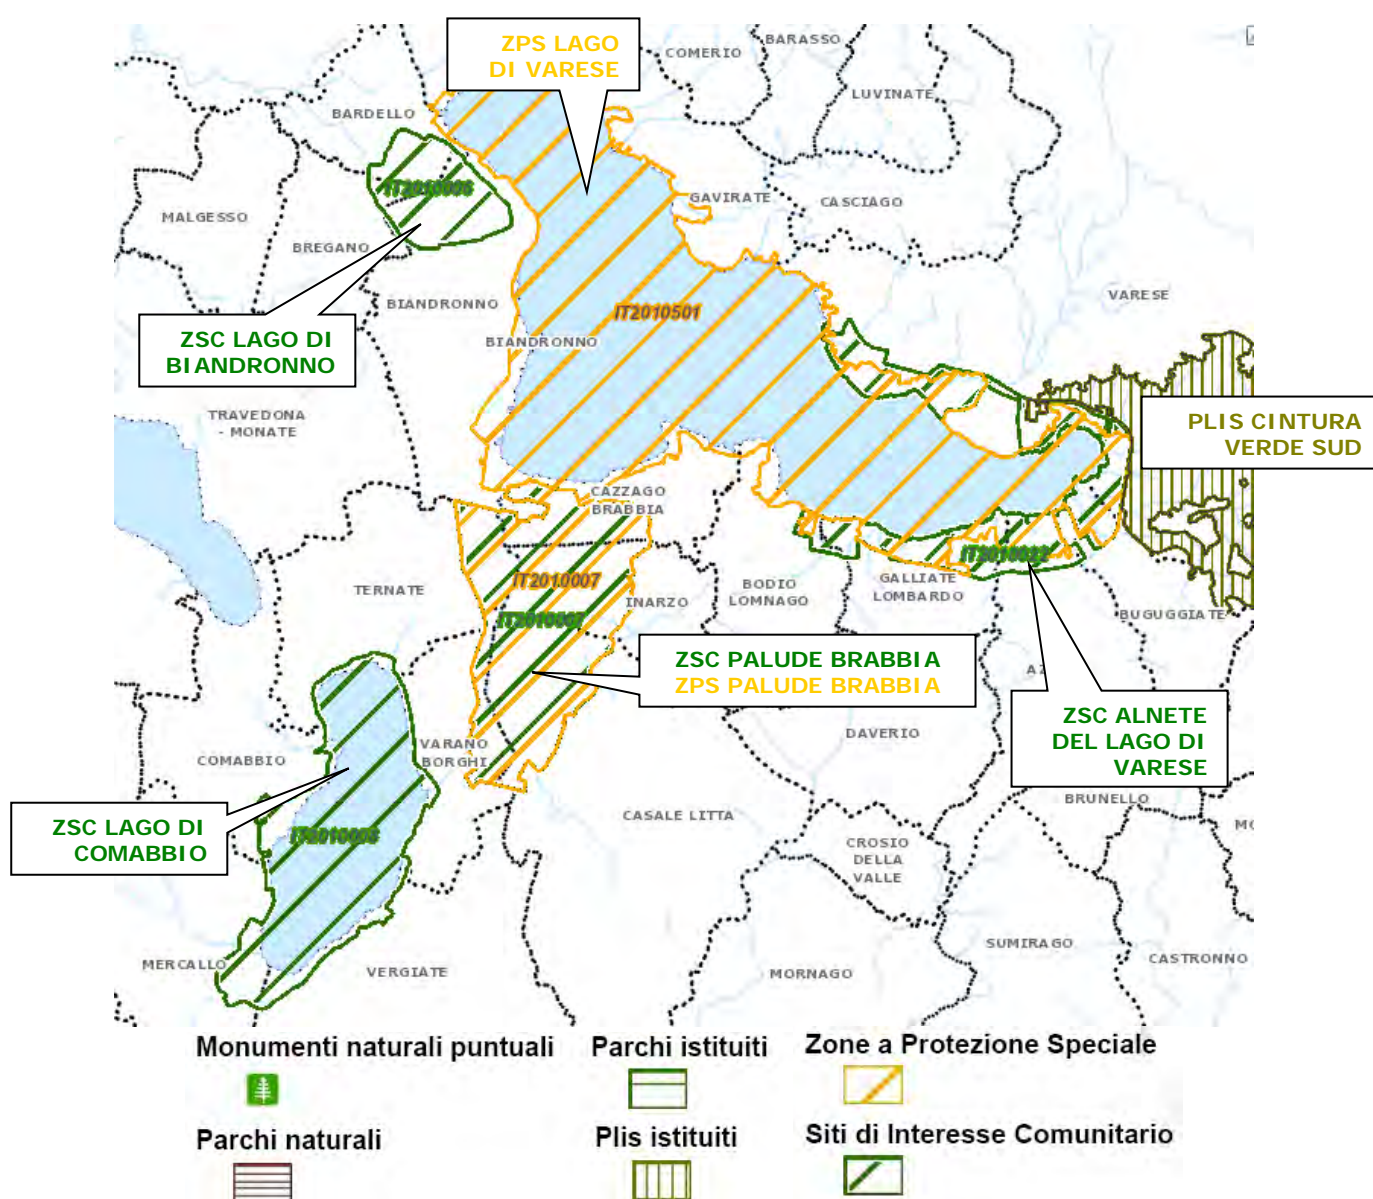 ZPS LAGO
DI VARESE
COMERIO
BARASSO
LUVINATE
BARDELLO
IT2010006
GAVIRATE
CASCIAGO
MALGESSO
BREGANO
BIANDRONNO
VARESE
IT2010501
ZSC LAGO DI
BIANDRONNO
BIANDRONNO
TRAVEDONA
- MONATE
PLIS CINTURA
VERDE SUD
CAZZAGO
BRABBIA
IT2010022
IT2010007
TERNATE
INARZO
BODIO
LOMNAGO
GALLIATE
LOMBARDO
BUGUGGIATE
IT2010007
ZSC PALUDE BRABBIA
ZPS PALUDE BRABBIA
AZ
ZSC ALNETE
DEL LAGO DI
VARESE
DAVERIO
VARANO
BORGHI
COMABBIO
BRUNELLO
CASALE LITTA
MO
ZSC LAGO DI
COMABBIO
IT2010008
CROSIO
DELLA
VALLE
SUMIRAGO
CASTRONNO
MERCALLO
VERGIATE
MORNAGO
Monumenti naturali puntuali
Parchi istituiti
Zone a Protezione Speciale
Parchi naturali
Plis istituiti
Siti di Interesse Comunitario